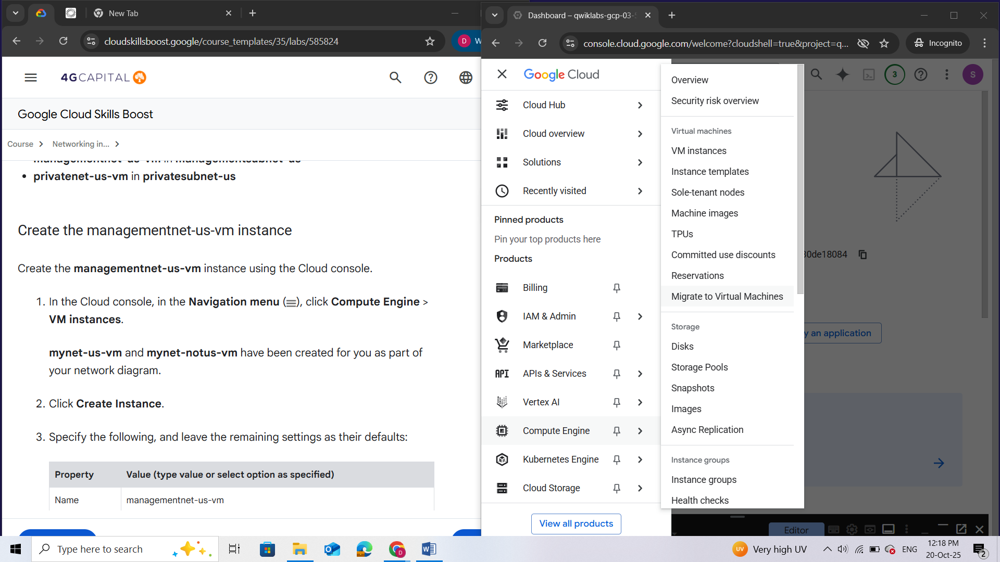 New Tab
cloudskillsboost.google/course_templates/35/labs/585824
D W
4GCAPITAL
Google Cloud Skills Boost
Course
Networking in...
managementnet-us-vm in managementsubnet-us
privatenet-us-vm in privatesubnet-us
Create the managementnet-us-vm instance
Create the managementnet-us-vm instance using the Cloud console.
1. In the Cloud console, in the Navigation menu (≡), click Compute Engine >
VM instances.
mynet-us-vm and mynet-notus-vm have been created for you as part of
your network diagram.
2. Click Create Instance.
3. Specify the following, and leave the remaining settings as their defaults:
Property Value (type value or select option as specified)
Name managementnet-us-vm
Dashboard – qwiklabs-gcp-03-
console.cloud.google.com/welcome?cloudshell=true&project=q...
Incognito
Google Cloud
3
S
Cloud Hub
Cloud overview
Solutions
Recently visited
Pinned products
Pin your top products here
Products
Billing
IAM & Admin
Marketplace
API APIs & Services
Vertex AI
Compute Engine
Kubernetes Engine
Cloud Storage
View all products
Overview
Security risk overview
Virtual machines
VM instances
Instance templates
Sole-tenant nodes
Machine images
TPUs
Committed use discounts
Reservations
Migrate to Virtual Machines
Storage
Disks
Storage Pools
Snapshots
Images
Async Replication
Instance groups
Instance groups
Health checks
30de18084
y an application
Editor
Type here to search
D
W
UV Very high UV
ENG
12:18 PM
20-Oct-25
2